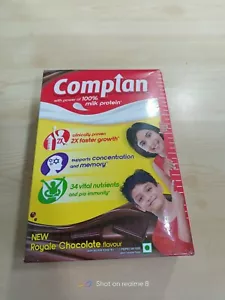 Complan
with power of 100%
milk protein*
2X
clinically proven
2X faster growth
supports concentration
and memory
34 vital nutrients
and pro immunity
NEW
Royale Chocolate flavour
Shot on realme 8